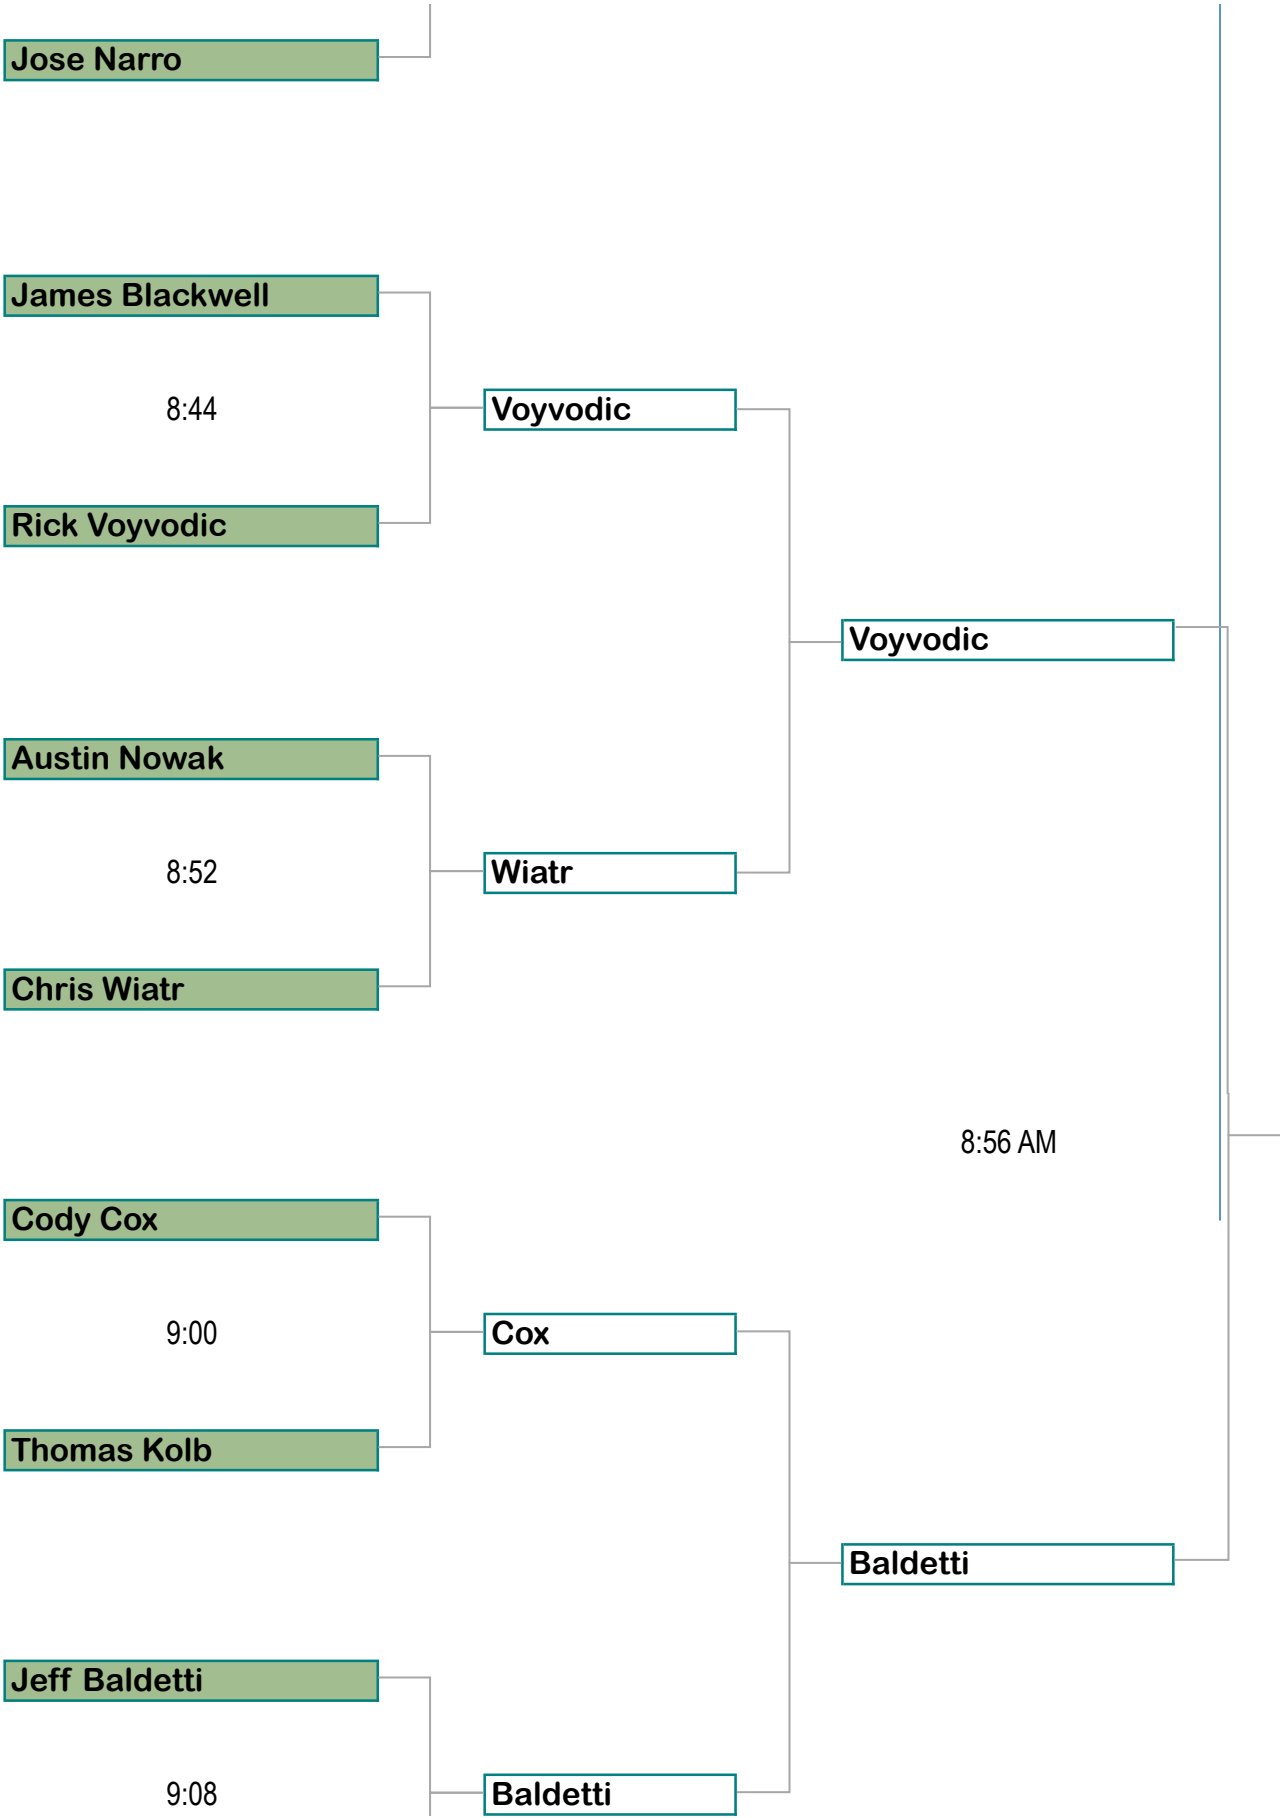 Jose Narro
James Blackwell
8:44
Voyvodic
Rick Voyvodic
Voyvodic
Austin Nowak
8:52
Wiatr
Chris Wiatr
8:56 AM
Cody Cox
9:00
Cox
Thomas Kolb
Baldetti
Jeff Baldetti
9:08
Baldetti